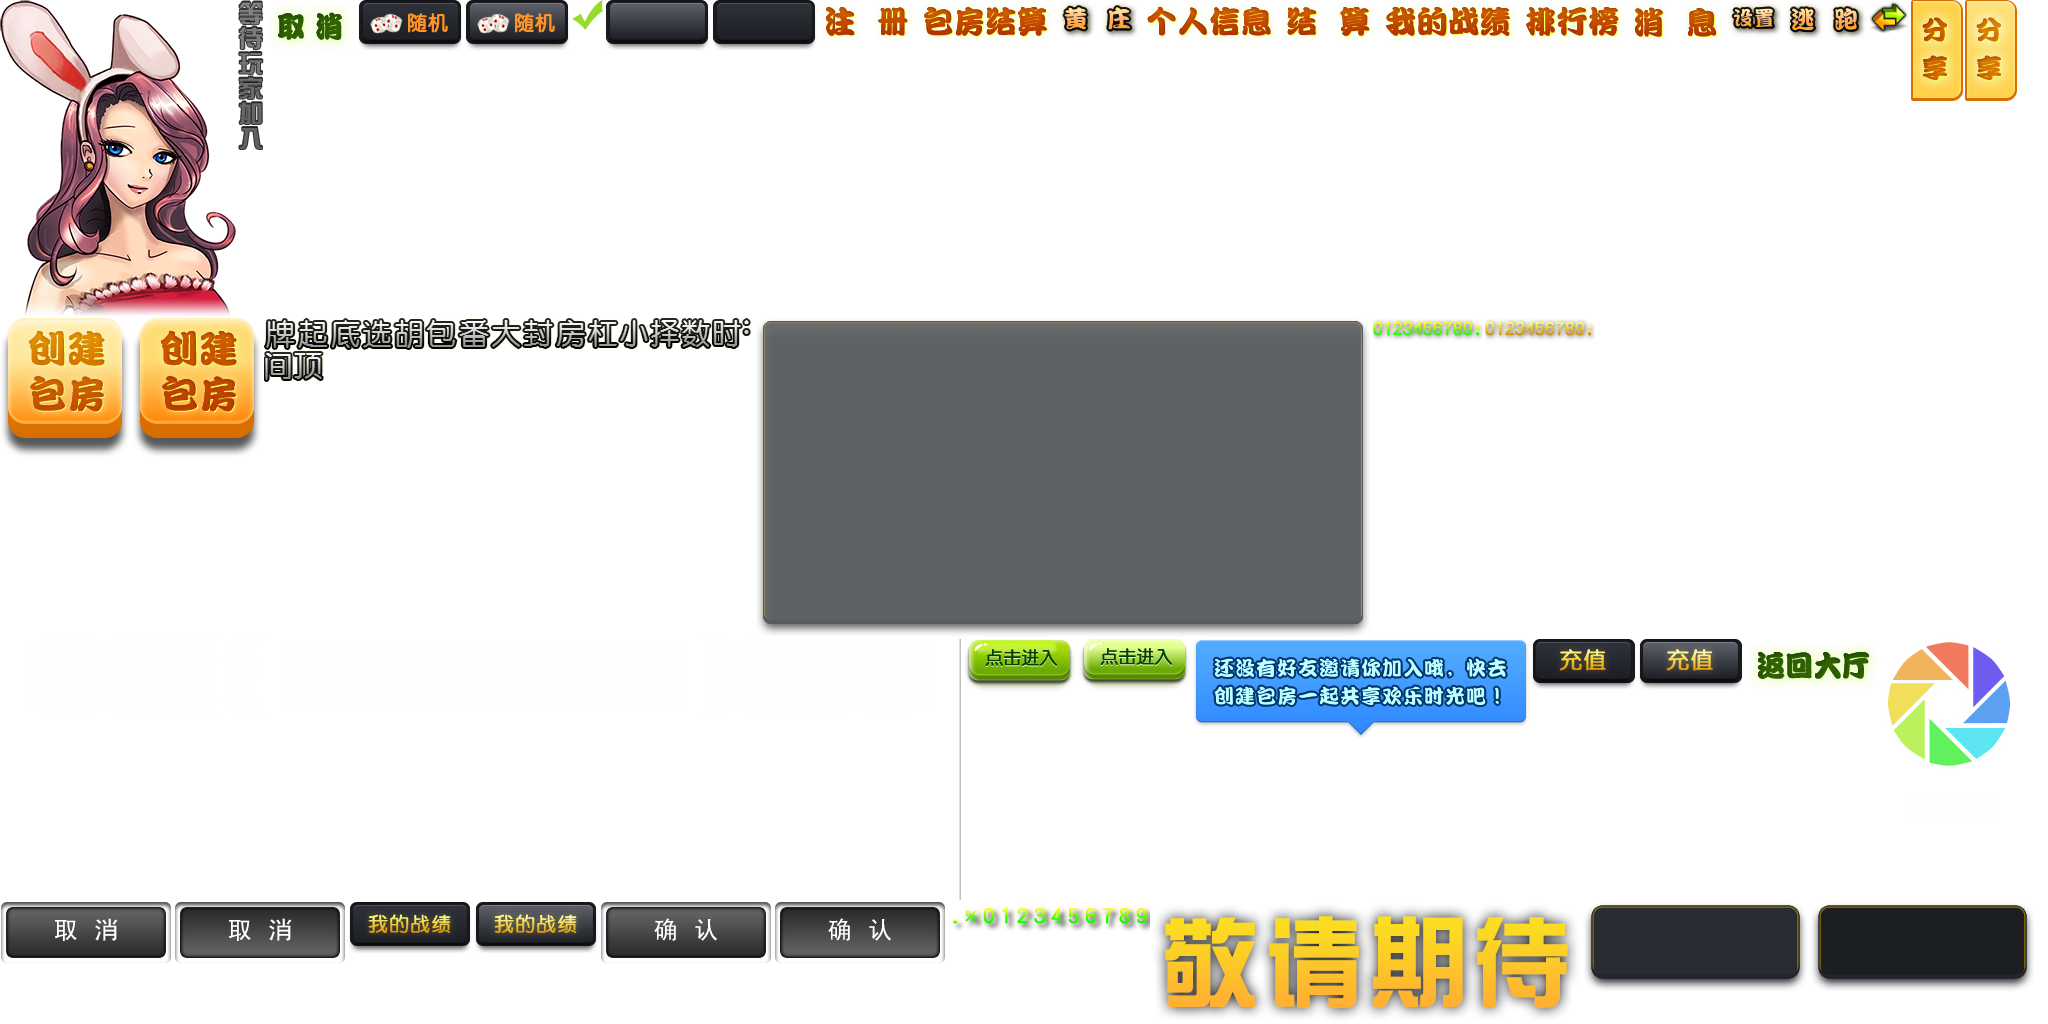 等待玩家加入
取 消
随机
随机
注 册
包房结算
黄 庄
个人信息
结 算
我的战绩
排行榜
消 息
设置
逃 跑
分享
分享
创建
包房
创建
包房
牌起底选胡包番大封房杠小择数时:
间顶
0123456789:
0123456789:
点击进入
点击进入
还没有好友邀请你加入哦，快去
创建包房一起共享欢乐时光吧！
充值
充值
返回大厅
取 消
取 消
我的战绩
我的战绩
确 认
确 认
.%0123456789
敬请期待